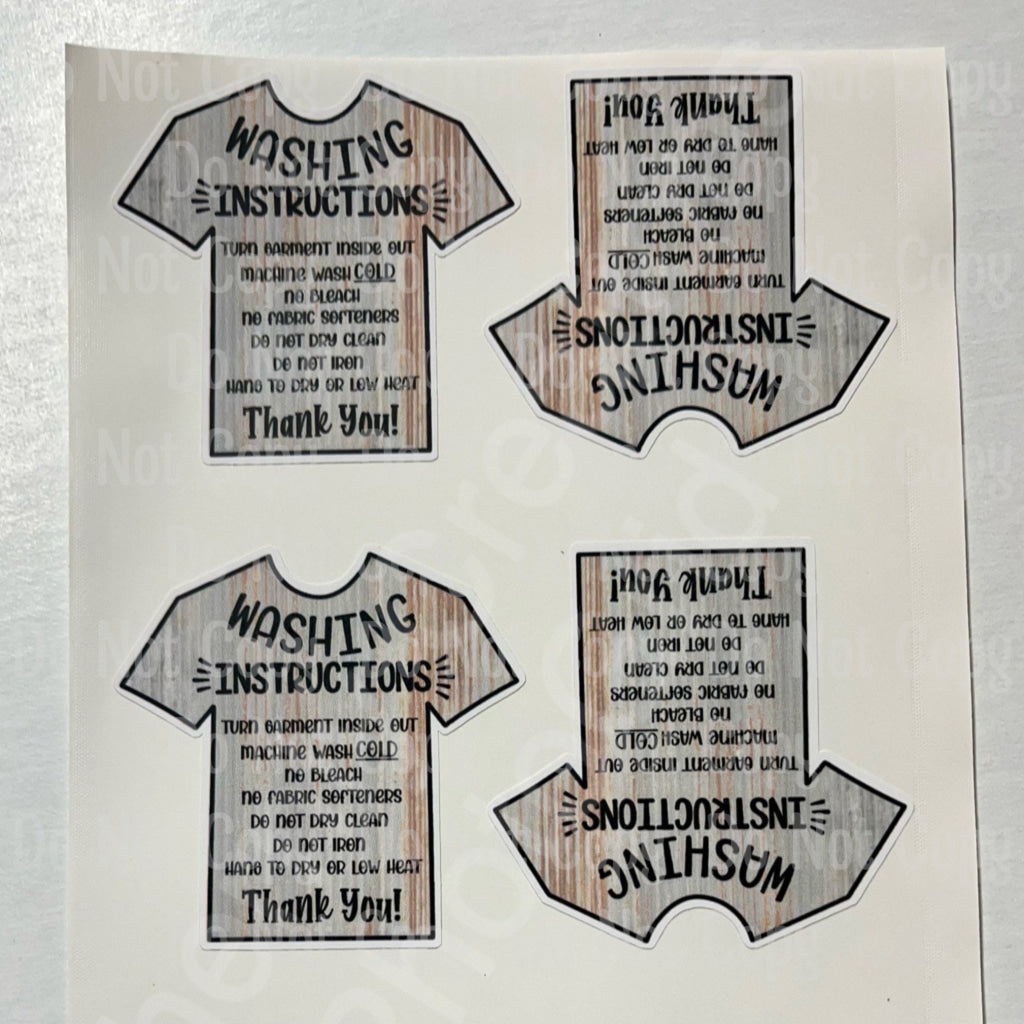 WASHING
INSTRUCTIONS
TURN GARMENT INSIDE OUT
MACHINE WASH COLD
NO BLEACH
NO FABRIC SOFTENERS
DO NOT DRY CLEAN
DO NOT IRON
HANG TO DRY OR LOW HEAT
Thank You!
WASHING
INSTRUCTIONS
TURN GARMENT INSIDE OUT
MACHINE WASH COLD
NO BLEACH
NO FABRIC SOFTENERS
DO NOT DRY CLEAN
DO NOT IRON
HANG TO DRY OR LOW HEAT
Thank You!
WASHING
INSTRUCTIONS
TURN GARMENT INSIDE OUT
MACHINE WASH COLD
NO BLEACH
NO FABRIC SOFTENERS
DO NOT DRY CLEAN
DO NOT IRON
HANG TO DRY OR LOW HEAT
Thank You!
WASHING
INSTRUCTIONS
TURN GARMENT INSIDE OUT
MACHINE WASH COLD
NO BLEACH
NO FABRIC SOFTENERS
DO NOT DRY CLEAN
DO NOT IRON
HANG TO DRY OR LOW HEAT
Thank You!
Do Not Copy